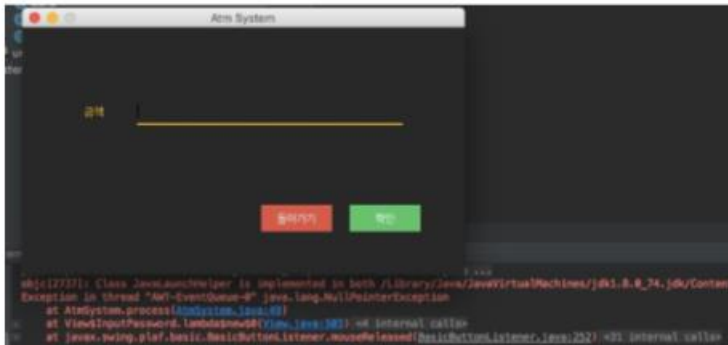 Atm System
금액
돌아가기
확인
objc[2737]: Class JavaLaunchHelper is implemented in both /Library/Java/JavaVirtualMachines/jdk1.8.0_74.jdk/Conten
Exception in thread "AWT-EventQueue-0" java.lang.NullPointerException
at AtmSystem.process(AtmSystem.java:
at View$InputPassword.lambda$new$0(View.java: <4 internal calls>
at javax.swing.plaf.basic.BasicButtonListener.mouseReleased(BasicButtonListener.java:252) <31 internal calls>